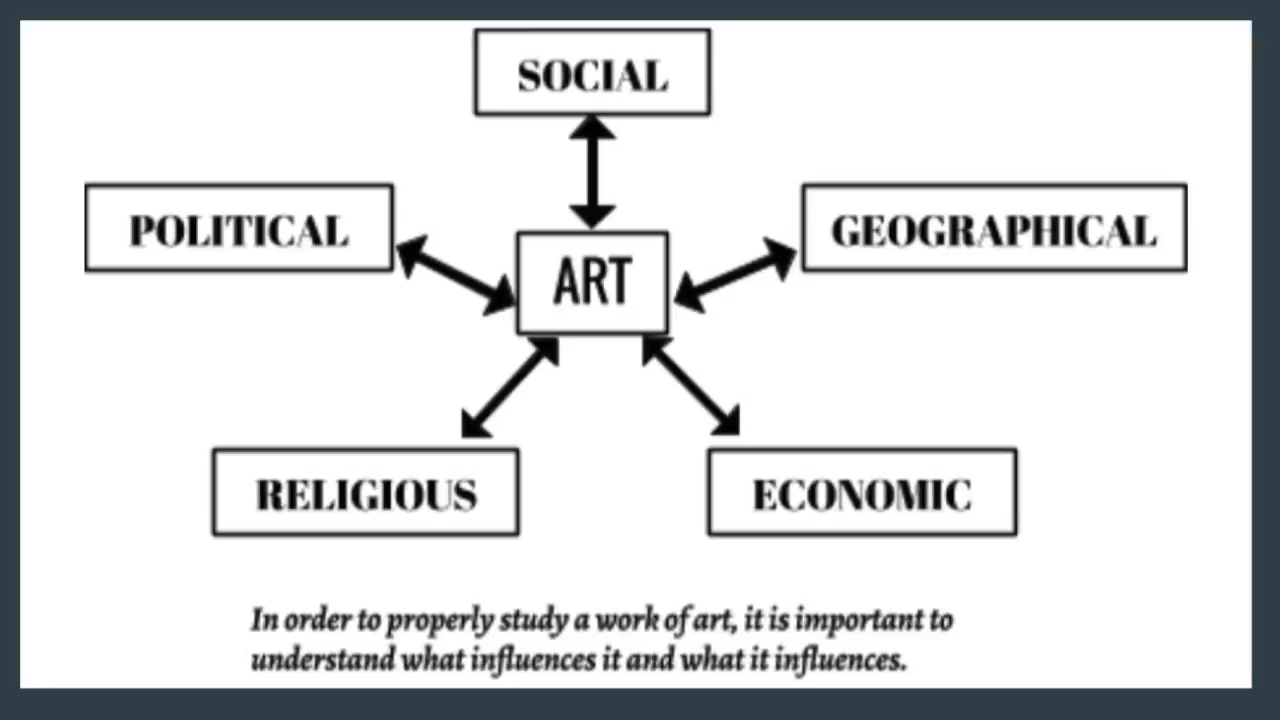 SOCIAL
POLITICAL
GEOGRAPHICAL
ART
RELIGIOUS
ECONOMIC
In order to properly study a work of art, it is important to
understand what influences it and what it influences.